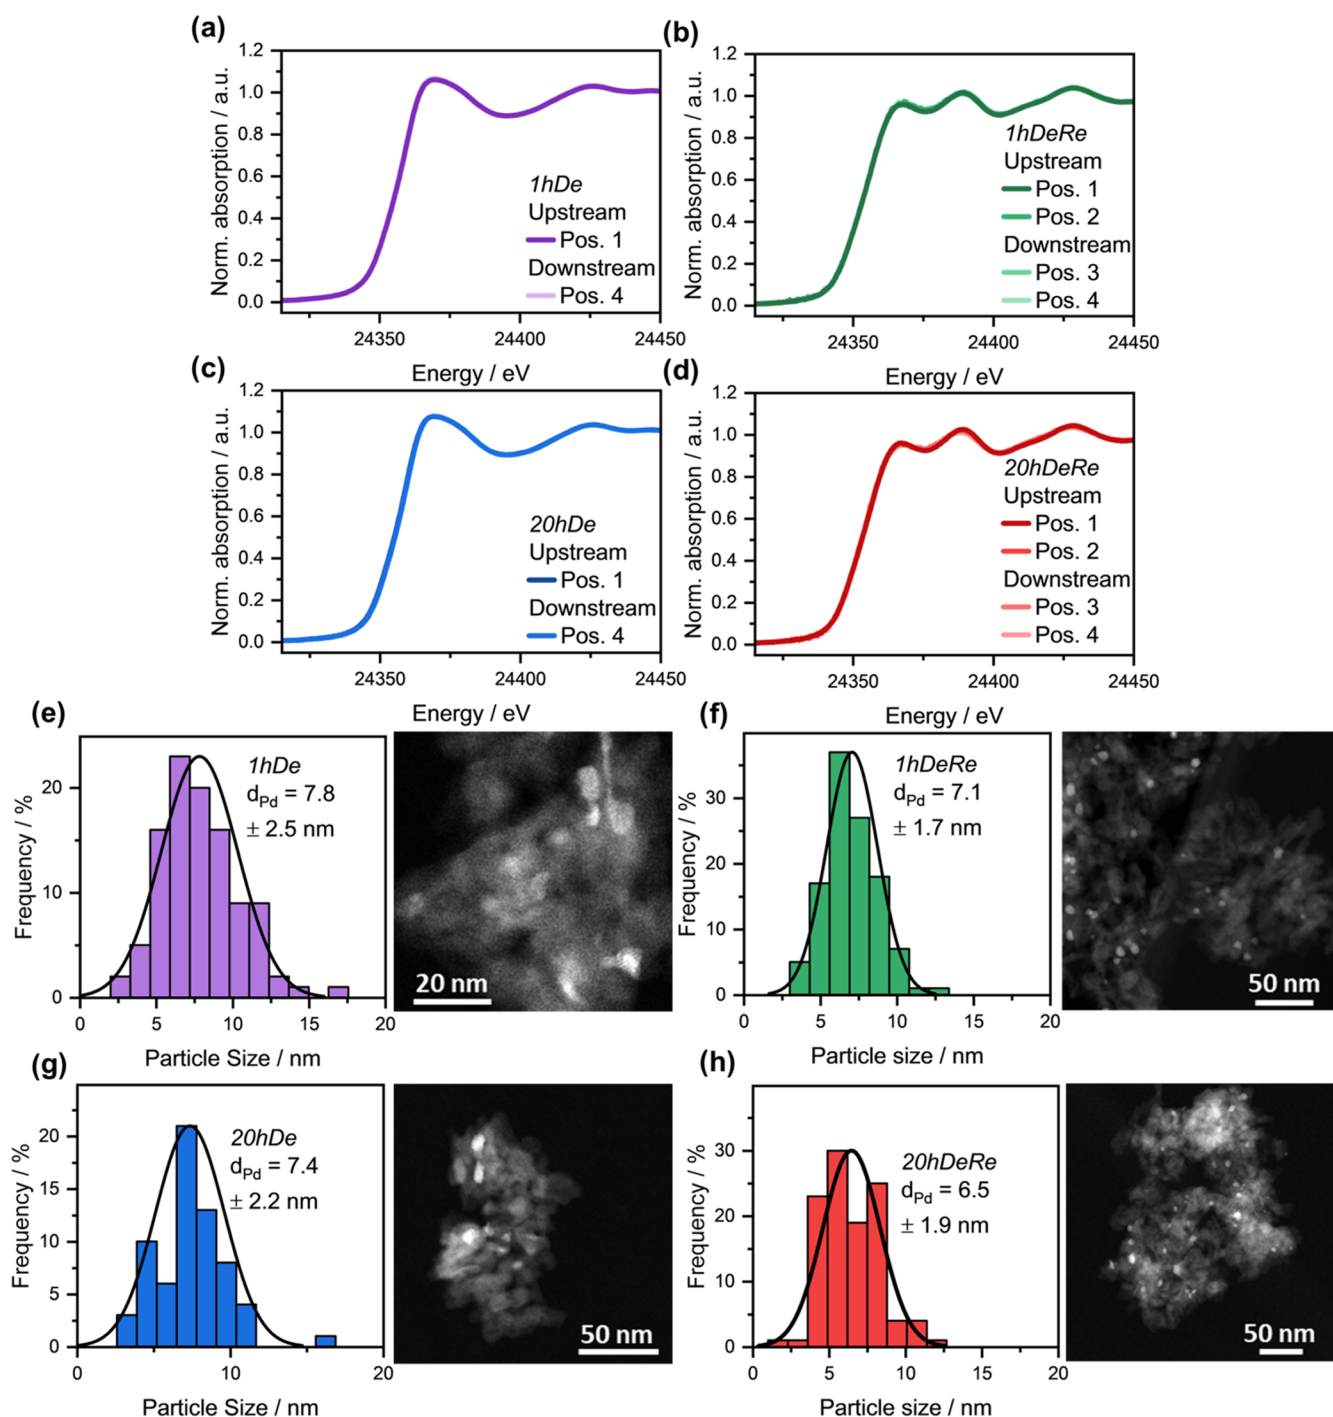 (a)
1.2
1.0
0.8
0.6
0.4
0.2
0.0
Norm. absorption / a.u.
1hDe
Upstream
Pos. 1
Downstream
Pos. 4
24350
24400
24450
Energy / eV
(b)
1.2
1.0
0.8
0.6
0.4
0.2
0.0
Norm. absorption / a.u.
1hDeRe
Upstream
Pos. 1
Pos. 2
Downstream
Pos. 3
Pos. 4
24350
24400
24450
Energy / eV
(c)
1.2
1.0
0.8
0.6
0.4
0.2
0.0
Norm. absorption / a.u.
20hDe
Upstream
Pos. 1
Downstream
Pos. 4
24350
24400
24450
Energy / eV
(d)
1.2
1.0
0.8
0.6
0.4
0.2
0.0
Norm. absorption / a.u.
20hDeRe
Upstream
Pos. 1
Pos. 2
Downstream
Pos. 3
Pos. 4
24350
24400
24450
Energy / eV
(e)
20
10
0
Frequency / %
1hDe
dPd = 7.8
± 2.5 nm
0
5
10
15
20
Particle Size / nm
20 nm
(f)
30
20
10
0
Frequency / %
1hDeRe
dPd = 7.1
± 1.7 nm
0
5
10
15
20
Particle size / nm
50 nm
(g)
20
15
10
5
0
Frequency / %
20hDe
dPd = 7.4
± 2.2 nm
0
10
20
Particle Size / nm
50 nm
(h)
30
20
10
0
Frequency / %
20hDeRe
dPd = 6.5
± 1.9 nm
0
5
10
15
20
Particle size / nm
50 nm